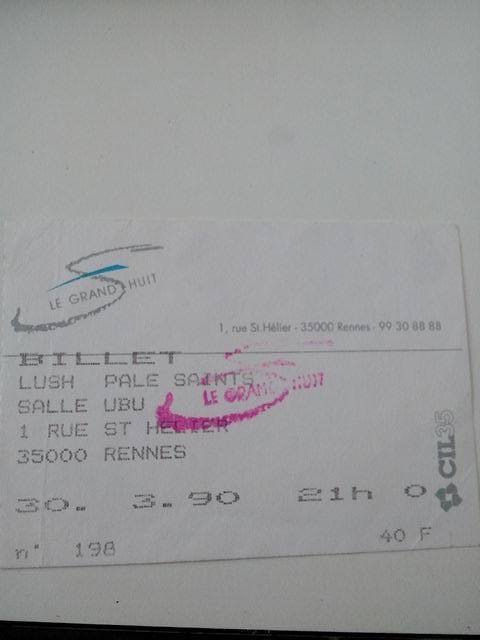 LE GRAND HUIT
1, rue St.Hélier - 35000 Rennes - 99 30 88 88
BILLET
LUSH PALE SAINTS
LE GRAND HUIT
SALLE UBU
1 RUE ST HELIER
35000 RENNES
CIL35
30. 3.90 21h 0
n° 198 40 F